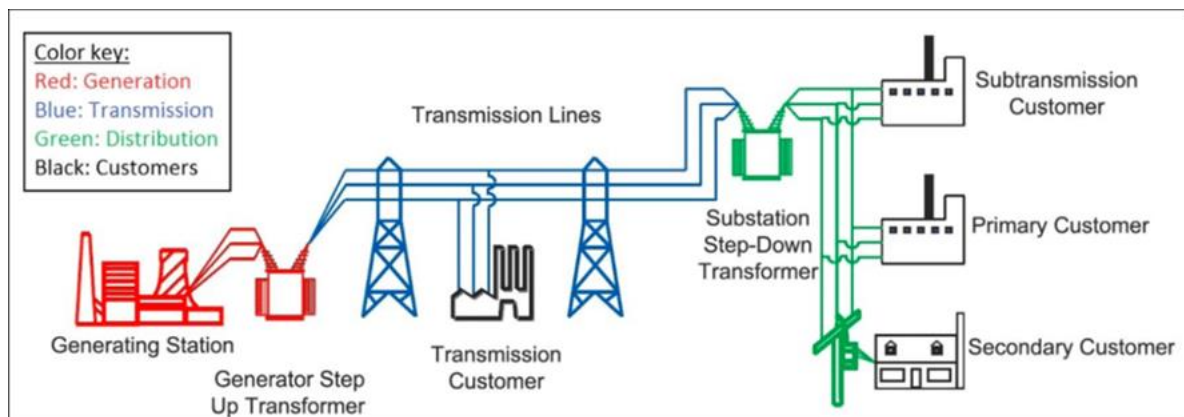 Color key:
Red: Generation
Blue: Transmission
Green: Distribution
Black: Customers
Transmission Lines
Subtransmission
Customer
Substation
Step-Down
Transformer
Primary Customer
Generating Station
Generator Step
Up Transformer
Transmission
Customer
Secondary Customer